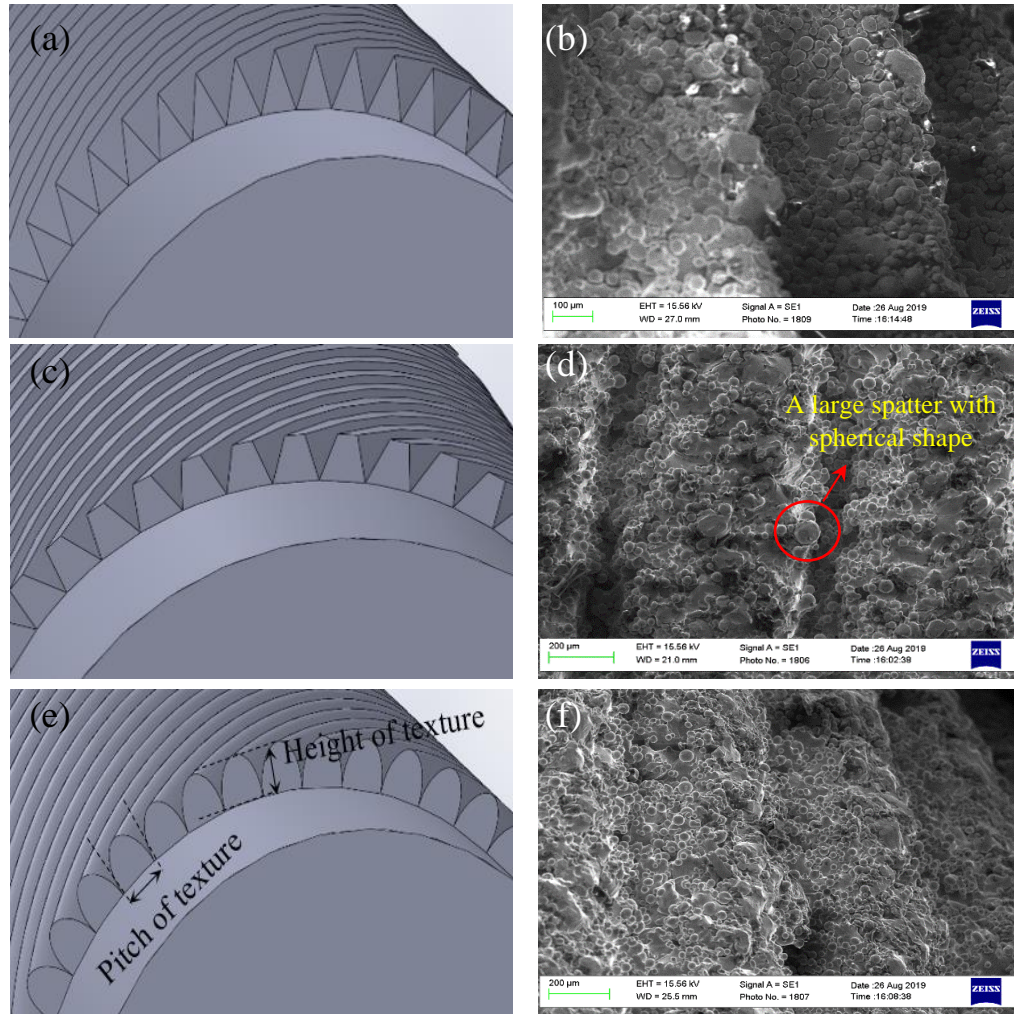 (a)
(b)
100 µm
EHT = 15.56 kV
Signal A = SE1
Date :26 Aug 2019
WD = 27.0 mm
Photo No. = 1809
Time :16:14:48
ZEISS
(c)
(d)
A large spatter with
spherical shape
200 µm
EHT = 15.56 kV
Signal A = SE1
Date :26 Aug 2019
WD = 21.0 mm
Photo No. = 1806
Time :16:02:38
ZEISS
(e)
Height of texture
Pitch of texture
(f)
200 µm
EHT = 15.56 kV
Signal A = SE1
Date :26 Aug 2019
WD = 25.5 mm
Photo No. = 1807
Time :16:08:38
ZEISS